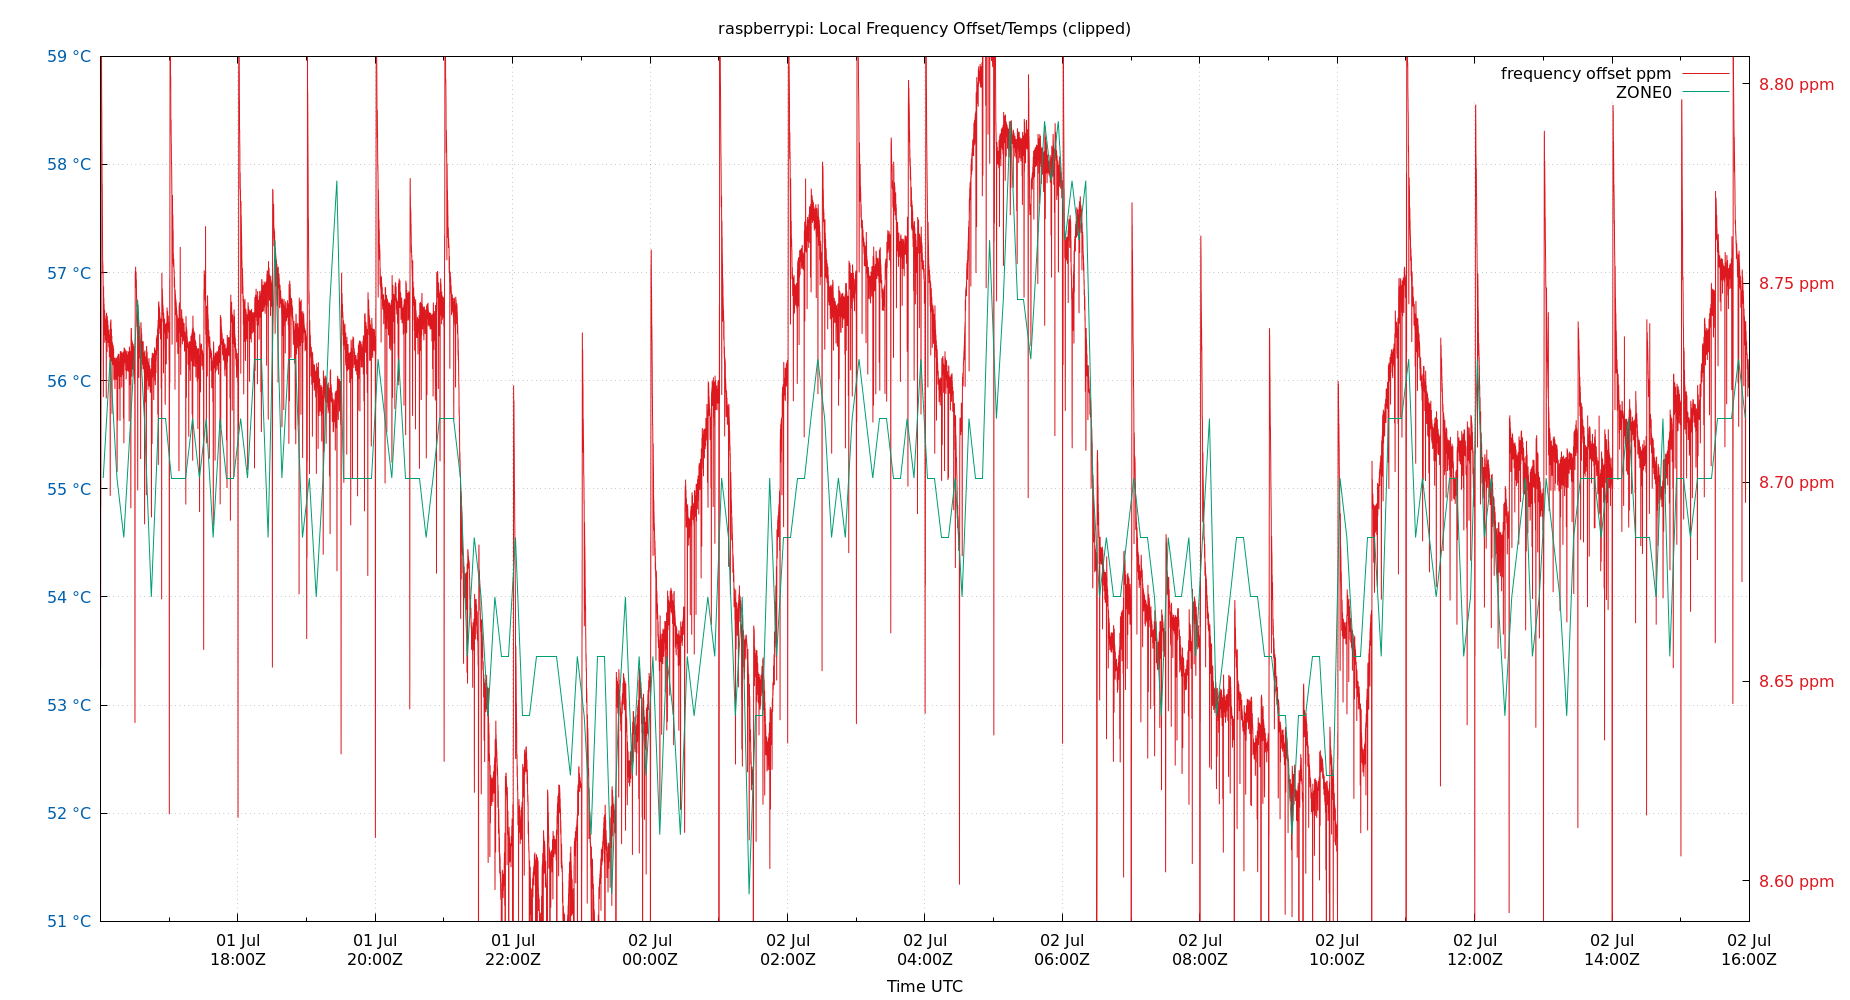 raspberrypi: Local Frequency Offset/Temps (clipped)
59 °C
58 °C
57 °C
56 °C
55 °C
54 °C
53 °C
52 °C
51 °C
frequency offset ppm
ZONE0
8.80 ppm
8.75 ppm
8.70 ppm
8.65 ppm
8.60 ppm
01 Jul 01 Jul 01 Jul 02 Jul 02 Jul 02 Jul 02 Jul 02 Jul 02 Jul 02 Jul 02 Jul 02 Jul
18:00Z 20:00Z 22:00Z 00:00Z 02:00Z 04:00Z 06:00Z 08:00Z 10:00Z 12:00Z 14:00Z 16:00Z
Time UTC